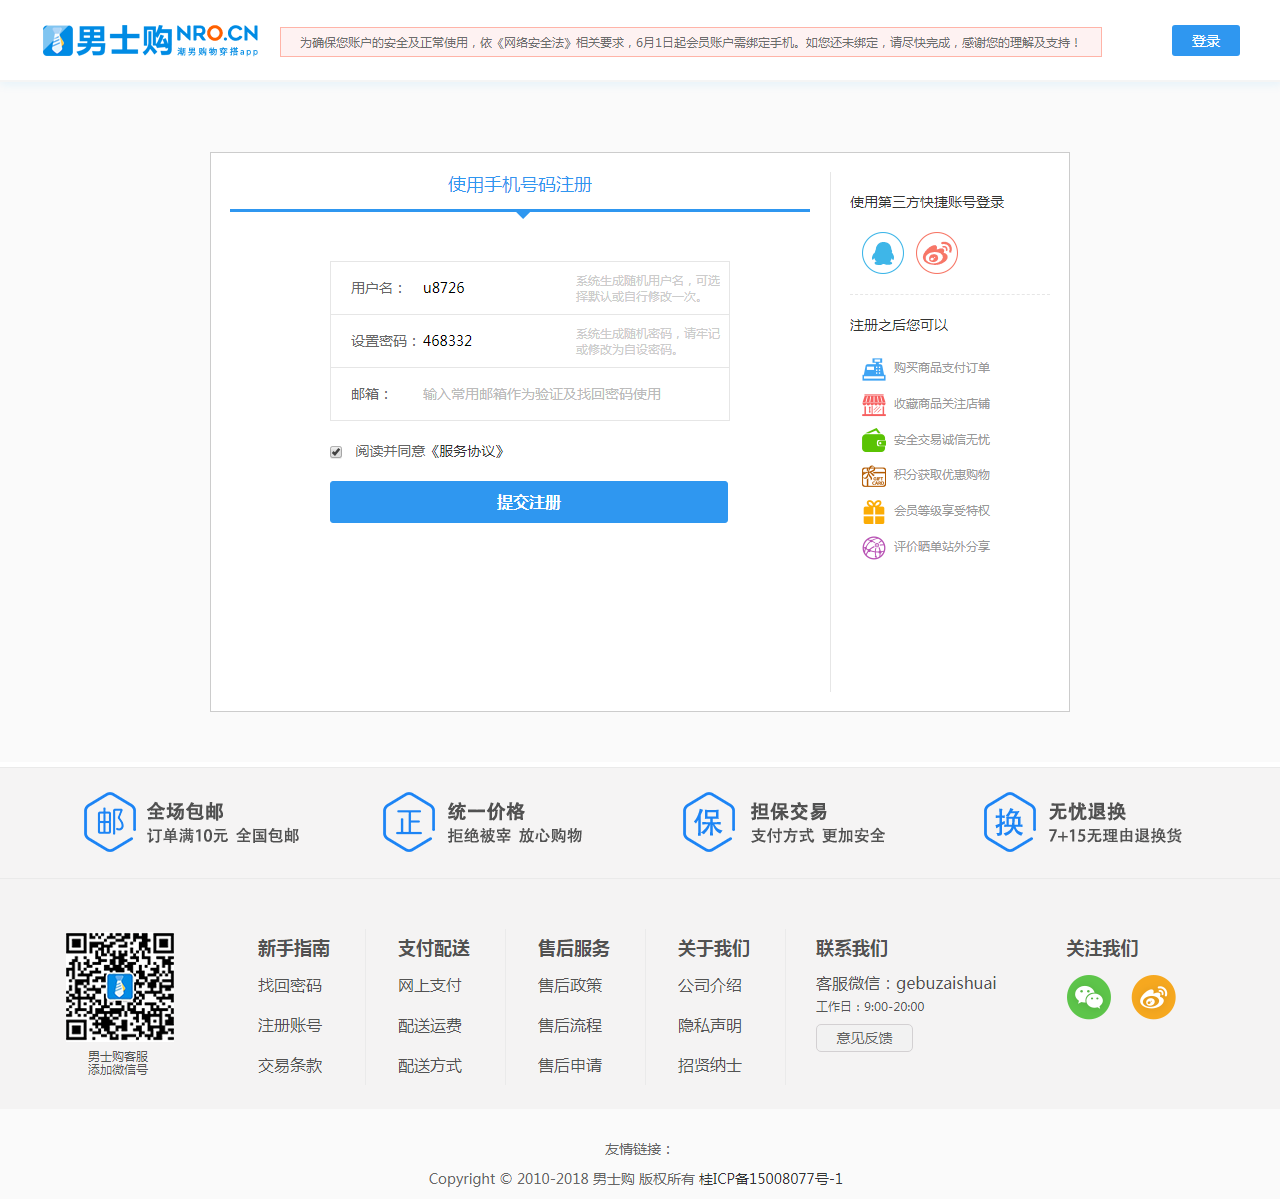 男士购 NRO.CN
潮男购物穿搭app
为确保您账户的安全及正常使用，依《网络安全法》相关要求，6月1日起会员账户需绑定手机。如您还未绑定，请尽快完成，感谢您的理解及支持！
登录
使用手机号码注册
用户名： u8726
系统生成随机用户名，可选
择默认或自行修改一次。
设置密码： 468332
系统生成随机密码，请牢记
或修改为自设密码。
邮箱： 输入常用邮箱作为验证及找回密码使用
阅读并同意《服务协议》
提交注册
使用第三方快捷账号登录
注册之后您可以
购买商品支付订单
收藏商品关注店铺
安全交易诚信无忧
GIFT CARD
积分获取优惠购物
会员等级享受特权
评价晒单站外分享
邮 全场包邮
订单满10元 全国包邮
正 统一价格
拒绝被宰 放心购物
保 担保交易
支付方式 更加安全
换 无忧退换
7+15无理由退换货
男士购客服
添加微信号
新手指南
找回密码
注册账号
交易条款
支付配送
网上支付
配送运费
配送方式
售后服务
售后政策
售后流程
售后申请
关于我们
公司介绍
隐私声明
招贤纳士
联系我们
客服微信：gebuzaishuai
工作日：9:00-20:00
意见反馈
关注我们
友情链接：
Copyright © 2010-2018 男士购 版权所有 桂ICP备15008077号-1